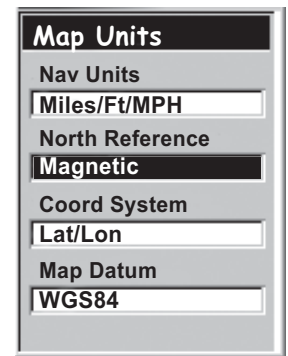 Map Units
Nav Units
Miles/Ft/MPH
North Reference
Magnetic
Coord System
Lat/Lon
Map Datum
WGS84